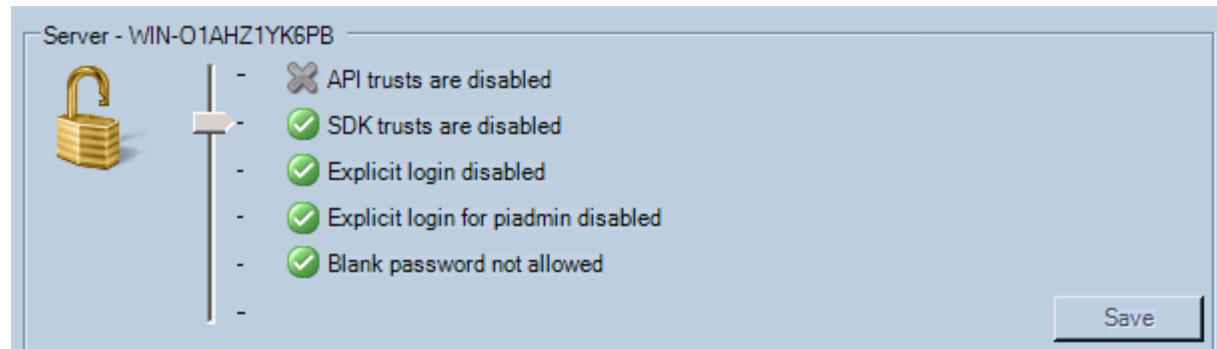 Server - WIN-O1AHZ1YK6PB
API trusts are disabled
SDK trusts are disabled
Explicit login disabled
Explicit login for piadmin disabled
Blank password not allowed
Save